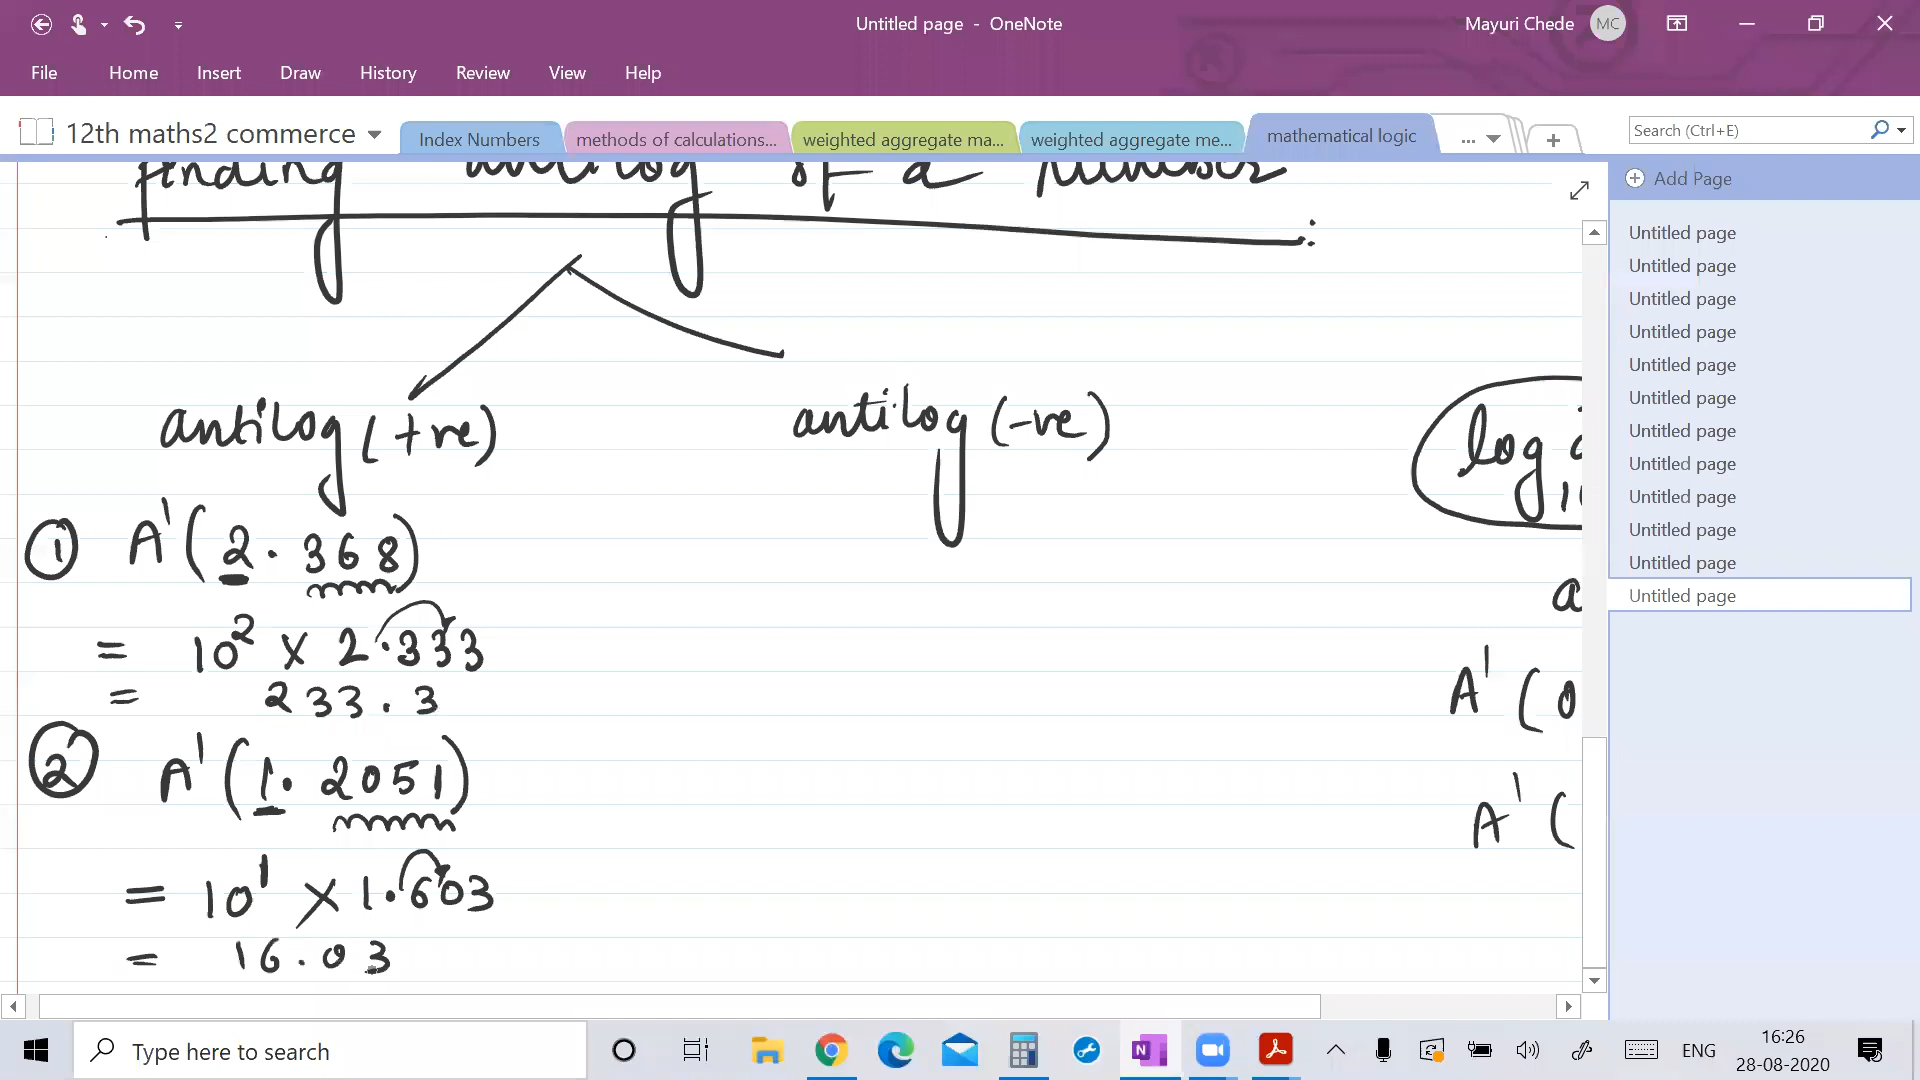 Untitled page - OneNote
Mayuri Chede MC
File Home Insert Draw History Review View Help
12th maths2 commerce
Index Numbers
methods of calculations...
weighted aggregate ma...
weighted aggregate me...
mathematical logic
...
Search (Ctrl+E)
finding antilog of a number :
antilog (+ve)
antilog (-ve)
① A' (2.368)
= 10² × 2.333
= 233.3
② A' (1.2051)
= 10¹ × 1.603
= 16.03
log
10
a
A' (0
A' (
Add Page
Untitled page
Untitled page
Untitled page
Untitled page
Untitled page
Untitled page
Untitled page
Untitled page
Untitled page
Untitled page
Untitled page
Untitled page
Type here to search
ENG
16:26
28-08-2020